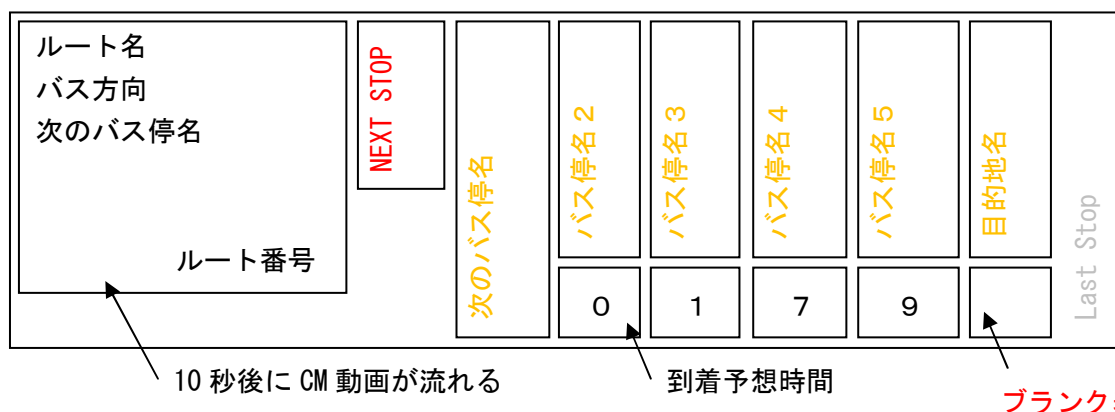 ルート名
バス方向
次のバス停名
ルート番号
NEXT STOP
次のバス停名
バス停名2
バス停名3
バス停名4
バス停名5
目的地名
Last Stop
0
1
7
9
10秒後にCM動画が流れる
到着予想時間
ブランク